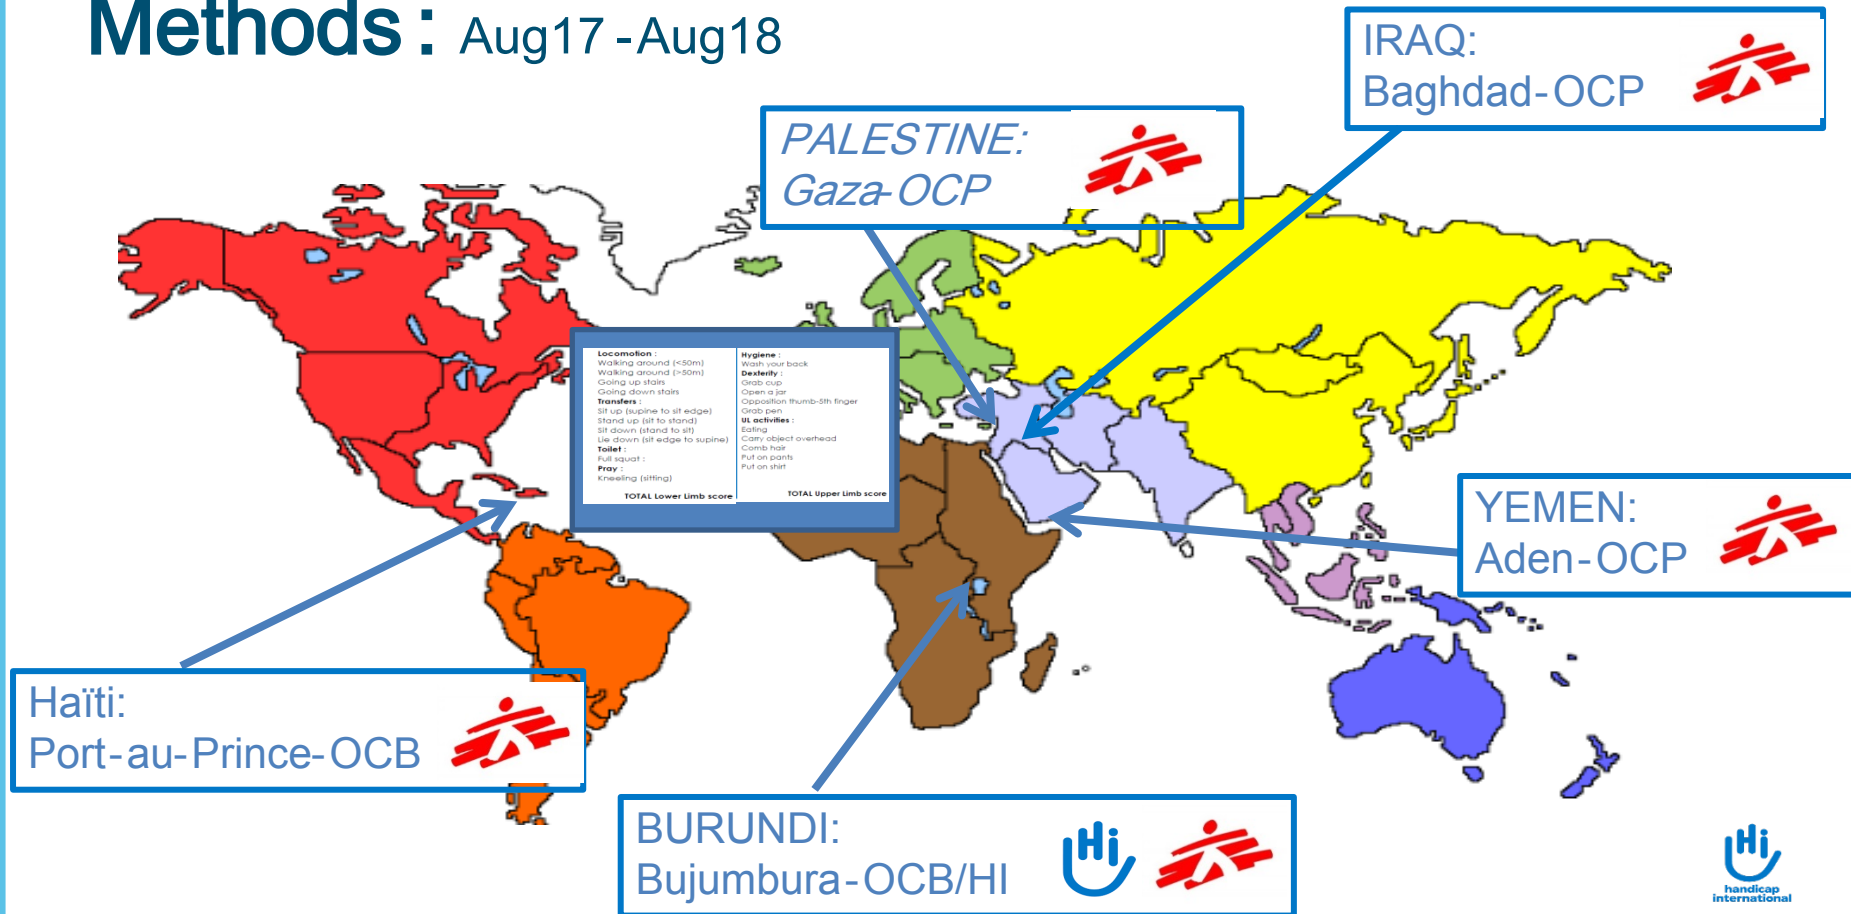 Methods : Aug17 -Aug18
IRAQ:
Baghdad-OCP
PALESTINE:
Gaza-OCP
Locomotion :
Walking around (<50m)
Walking around (>50m)
Going up stairs
Going down stairs
Transfers :
Sit up (supine to sit edge)
Stand up (sit to stand)
Sit down (stand to sit)
Lie down (sit edge to supine)
Toilet :
Full squat :
Pray :
Kneeling (sitting)
TOTAL Lower Limb score
Hygiene :
Wash your back
Dexterity :
Grab cup
Open a jar
Opposition thumb-5th finger
Grab pen
UL activities :
Eating
Carry object overhead
Comb hair
Put on pants
Put on shirt
TOTAL Upper Limb score
YEMEN:
Aden-OCP
Haïti:
Port-au-Prince-OCB
BURUNDI:
Bujumbura-OCB/HI
Hi
Hi
handicap
international